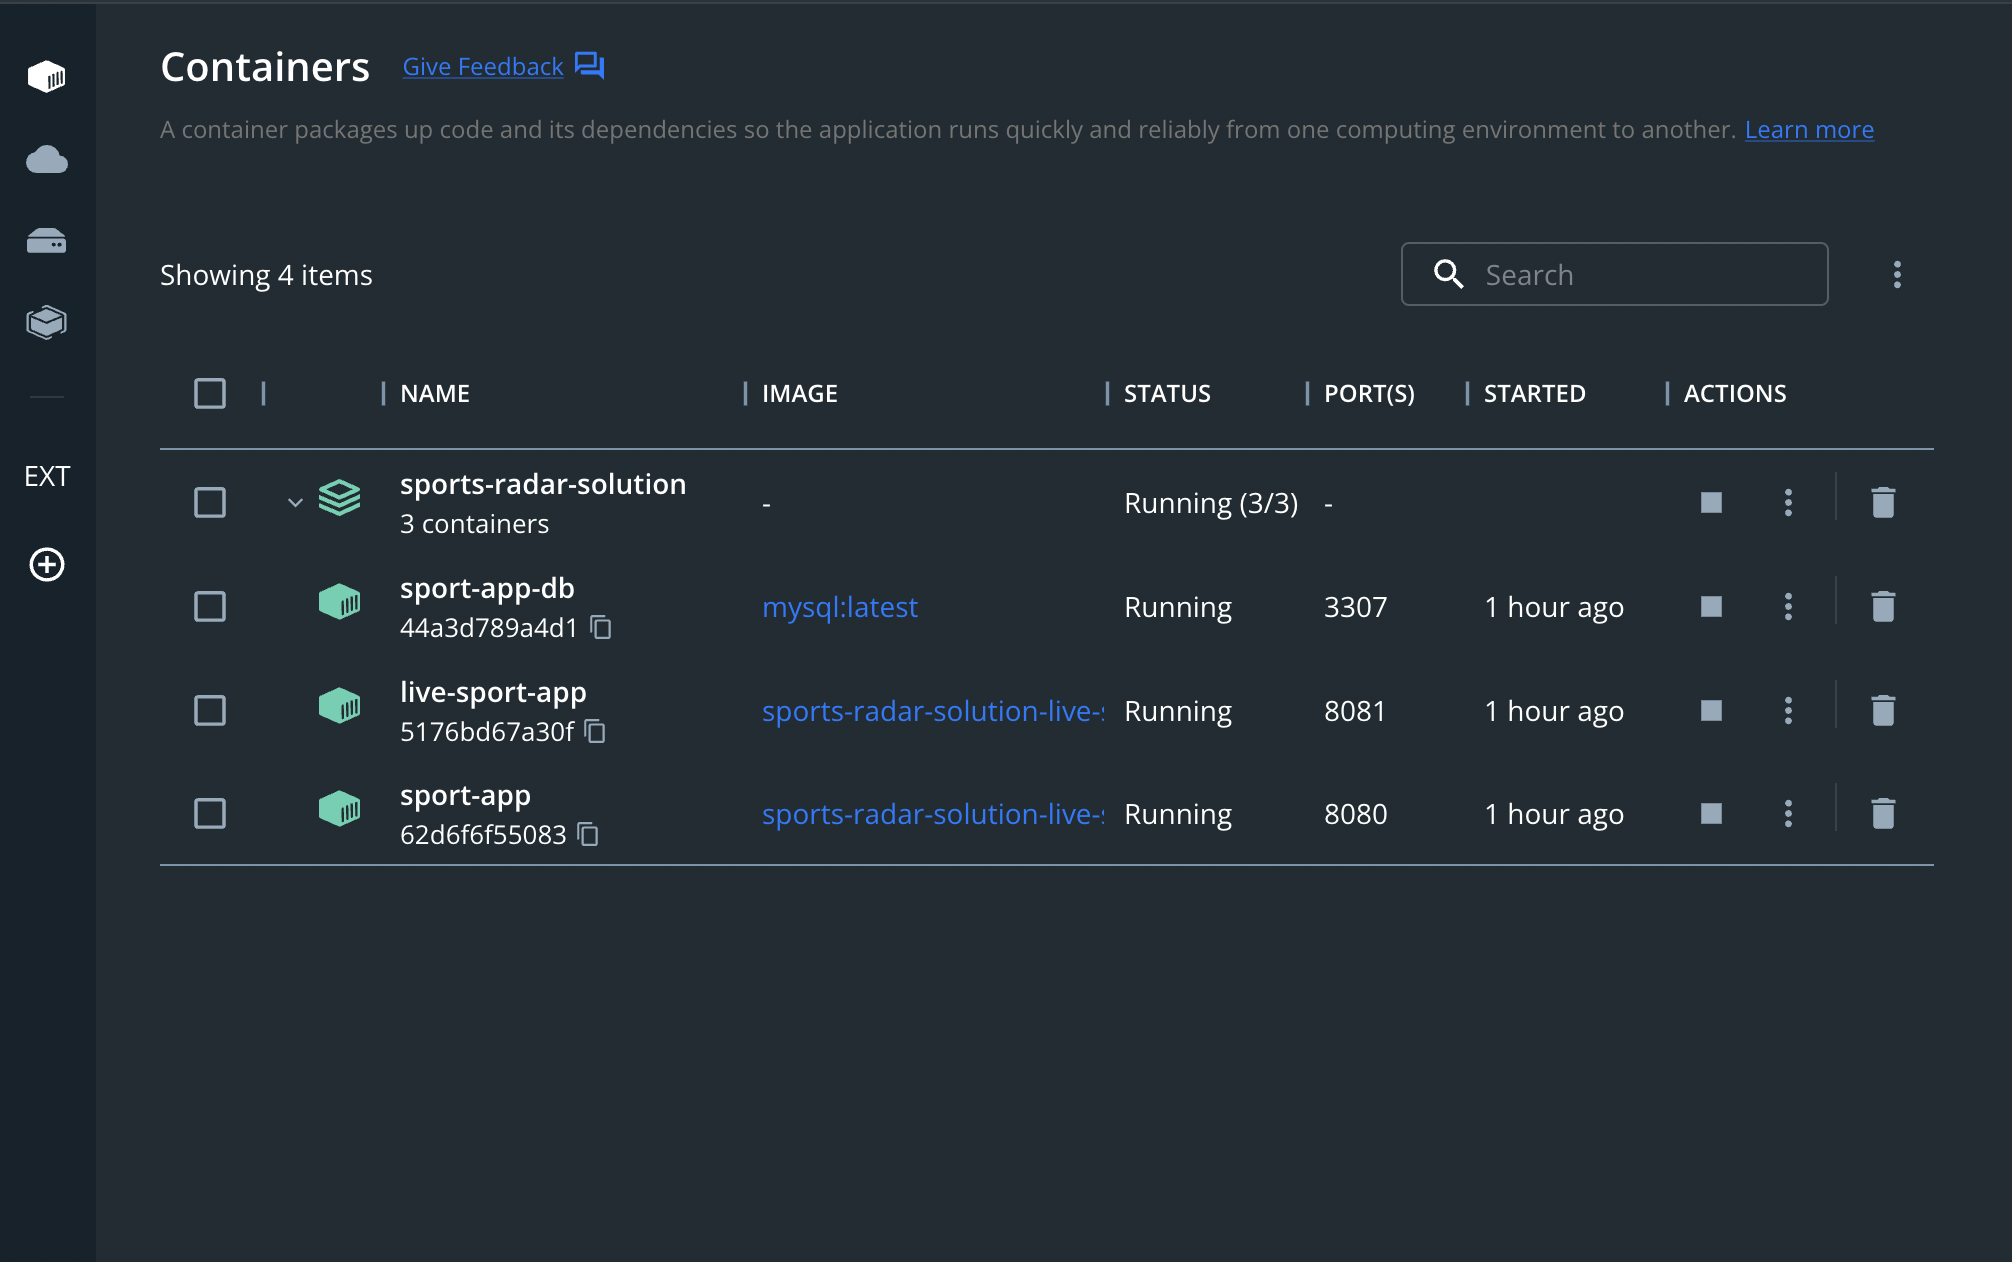 Containers Give Feedback
A container packages up code and its dependencies so the application runs quickly and reliably from one computing environment to another. Learn more
Showing 4 items
Search
NAME IMAGE STATUS PORT(S) STARTED ACTIONS
EXT
sports-radar-solution
3 containers
- Running (3/3) -
sport-app-db
44a3d789a4d1
mysql:latest Running 3307 1 hour ago
live-sport-app
5176bd67a30f
sports-radar-solution-live- Running 8081 1 hour ago
sport-app
62d6f6f55083
sports-radar-solution-live- Running 8080 1 hour ago